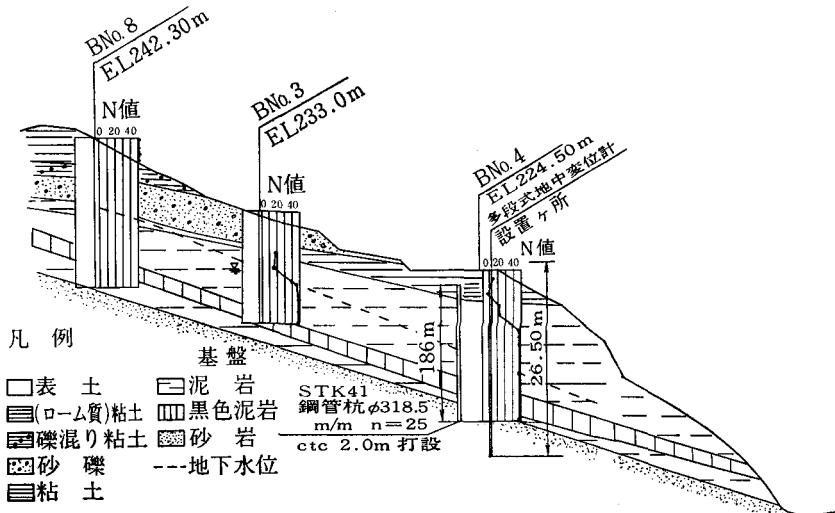 BNo.8
EL242.30m
N値
0 20 40
BNo.3
EL233.0m
N値
0 20 40
BNo.4
EL224.50m
多段式地中変位計
設置ヶ所
N値
0 20 40
186m
26.50m
凡 例
基 盤
表 土
泥 岩
(ローム質)粘土
黒色泥岩
礫混り粘土
砂 岩
砂 礫
---地下水位
粘 土
STK41
鋼管杭φ318.5
m/m n=25
ctc 2.0m 打設